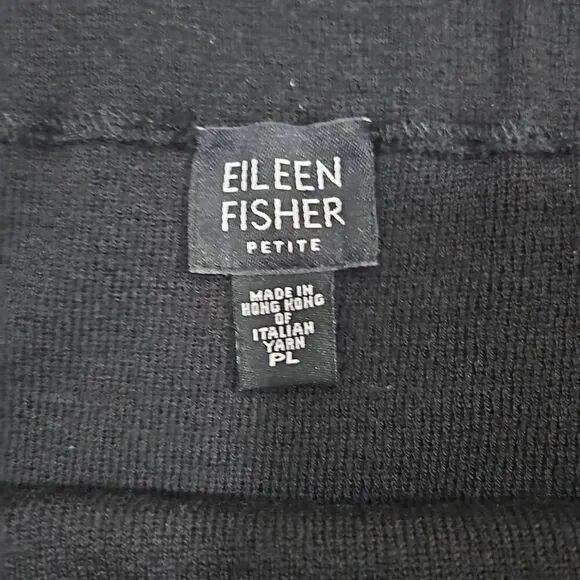 EILEEN
FISHER
PETITE
MADE IN
HONG KONG
OF
ITALIAN
YARN
PL